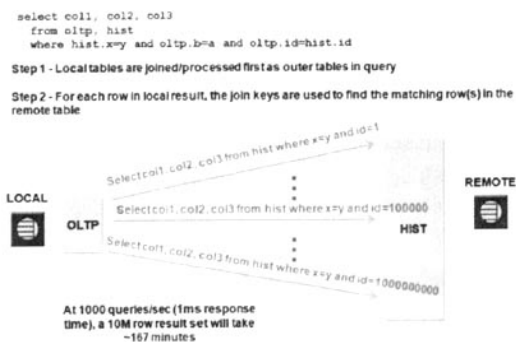 select col1, col2, col3
from oltp, hist
where hist.x=y and oltp.b=a and oltp.id=hist.id
Step 1 - Local tables are joined/processed first as outer tables in query
Step 2 - For each row in local result, the join keys are used to find the matching row(s) in the
remote table
Select col1, col2, col3 from hist where x=y and id=1
LOCAL
REMOTE
OLTP
Select col1, col2, col3 from hist where x=y and id=100000
HIST
Select col1, col2, col3 from hist where x=y and id=1000000000
At 1000 queries/sec (1ms response
time), a 10M row result set will take
~167 minutes